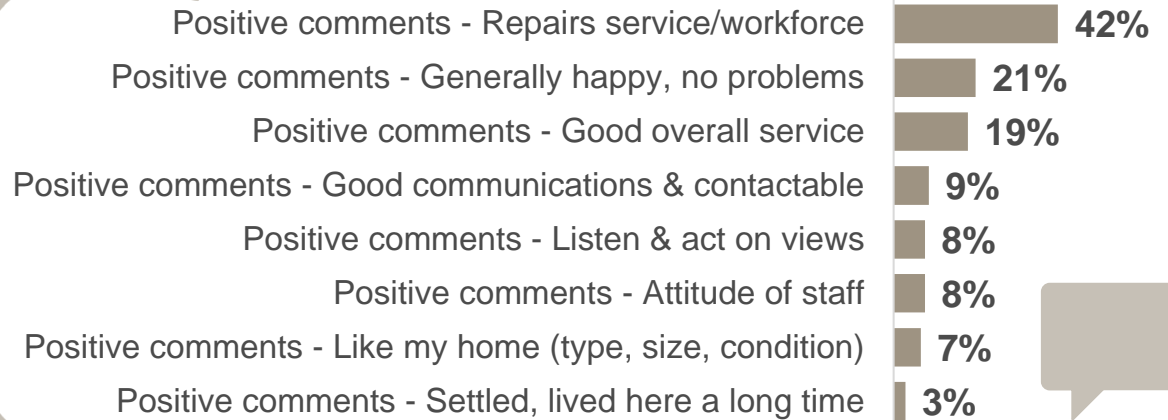 Positive comments - Repairs service/workforce 42%
Positive comments - Generally happy, no problems 21%
Positive comments - Good overall service 19%
Positive comments - Good communications & contactable 9%
Positive comments - Listen & act on views 8%
Positive comments - Attitude of staff 8%
Positive comments - Like my home (type, size, condition) 7%
Positive comments - Settled, lived here a long time 3%